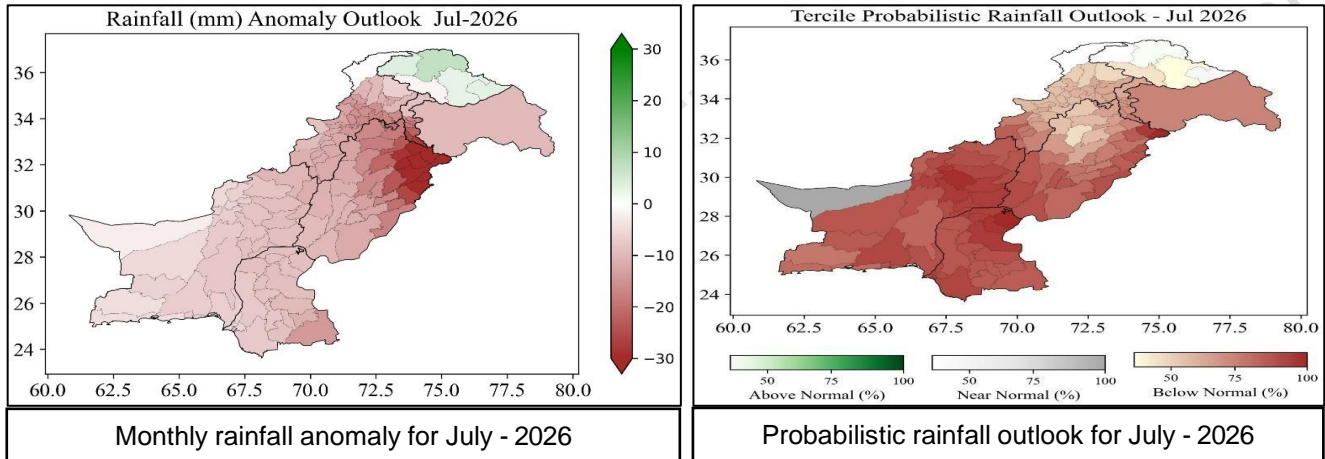 Rainfall (mm) Anomaly Outlook Jul-2026
36
34
32
30
28
26
24
60.0 62.5 65.0 67.5 70.0 72.5 75.0 77.5 80.0
30
20
10
0
−10
−20
−30
Monthly rainfall anomaly for July - 2026
Tercile Probabilistic Rainfall Outlook - Jul 2026
36
34
32
30
28
26
24
60.0 62.5 65.0 67.5 70.0 72.5 75.0 77.5 80.0
50 75 100
Above Normal (%)
50 75 100
Near Normal (%)
50 75 100
Below Normal (%)
Probabilistic rainfall outlook for July - 2026